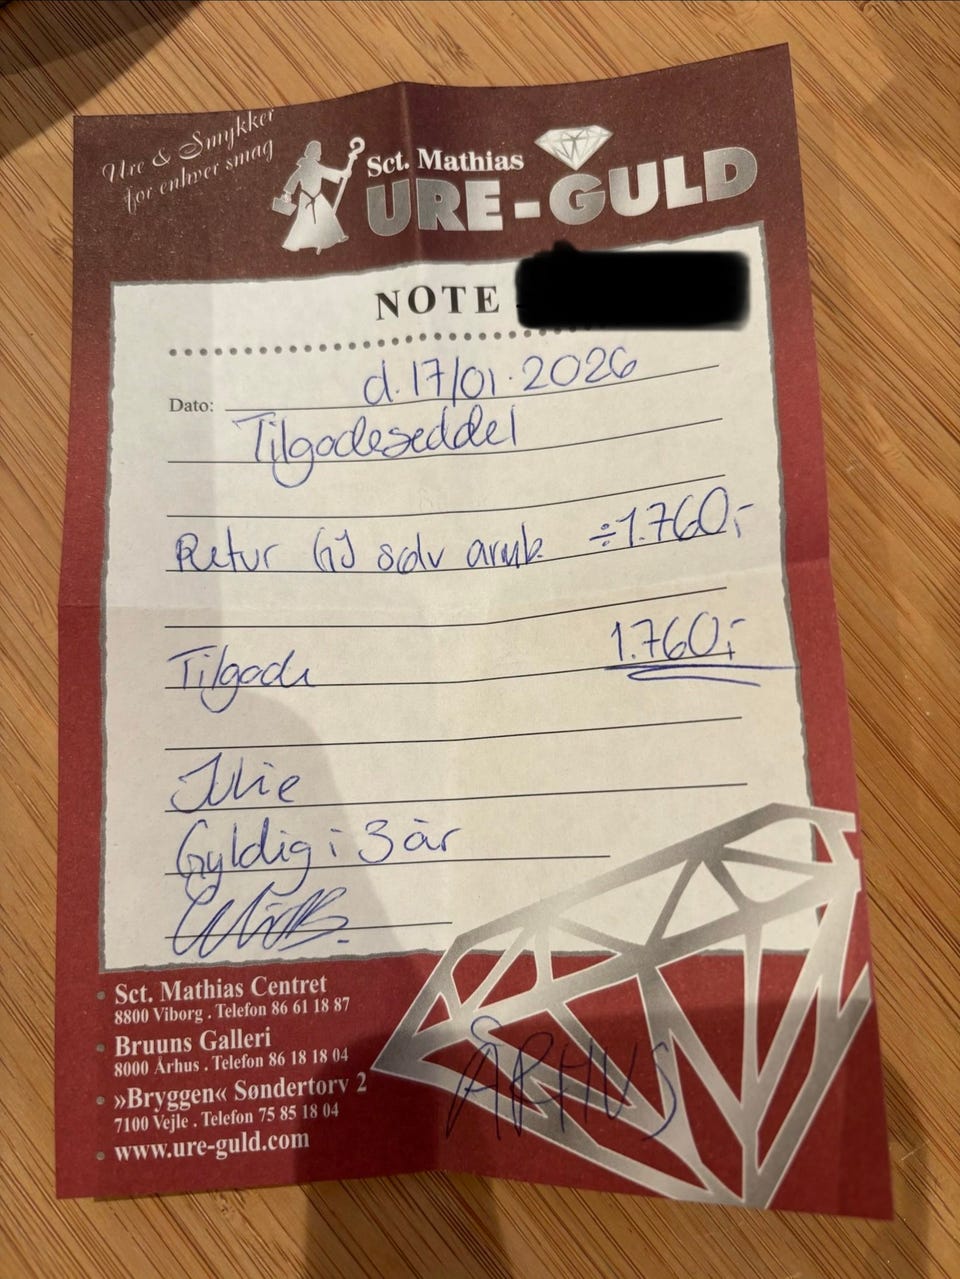 Ure & Smykker
for enhver smag
Sct. Mathias
URE-GULD
NOTE
Dato: d. 17/01-2026
Tilgodeseddel
Retur GJ sølv armb. ÷1.760,-
Tilgode 1.760,-
Julie
Gyldig i 3 år
• Sct. Mathias Centret
8800 Viborg . Telefon 86 61 18 87
• Bruuns Galleri
8000 Århus . Telefon 86 18 18 04
• »Bryggen« Søndertorv 2
7100 Vejle . Telefon 75 85 18 04
• www.ure-guld.com
ÅRHUS